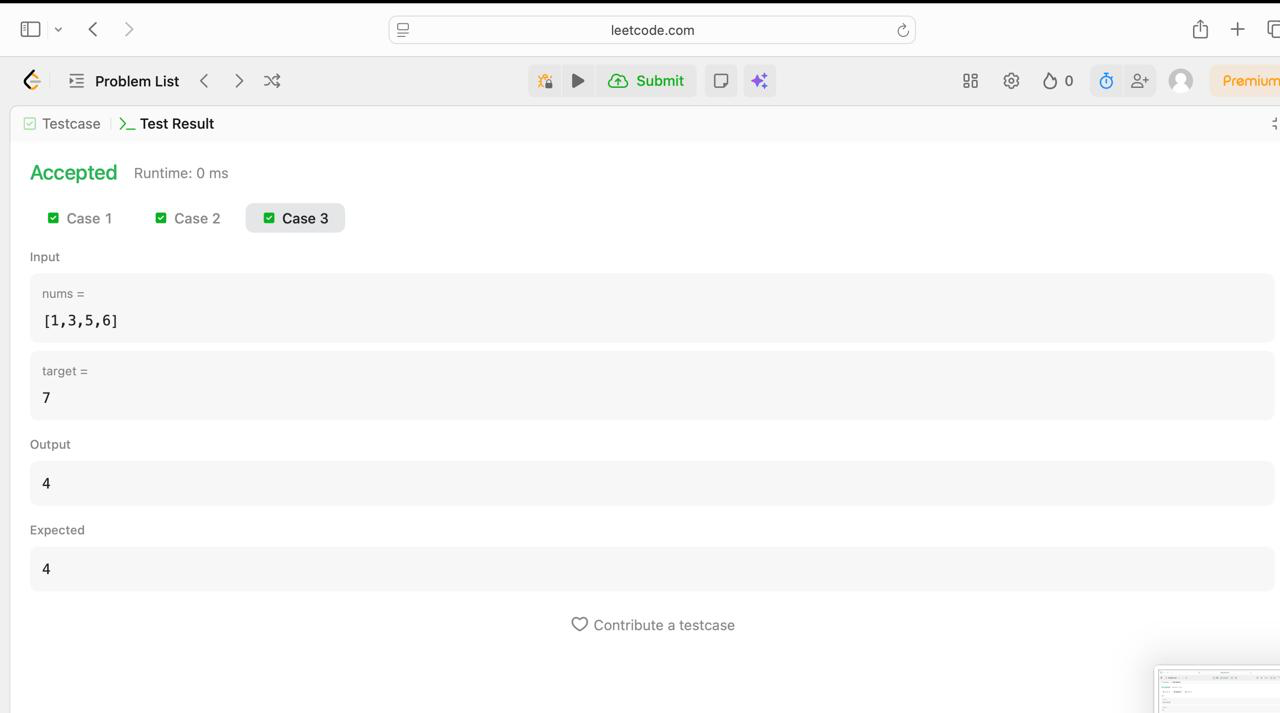 leetcode.com
Problem List
Submit
0
Premium
Testcase
Test Result
Accepted Runtime: 0 ms
Case 1 Case 2 Case 3
Input
nums =
[1,3,5,6]
target =
7
Output
4
Expected
4
Contribute a testcase